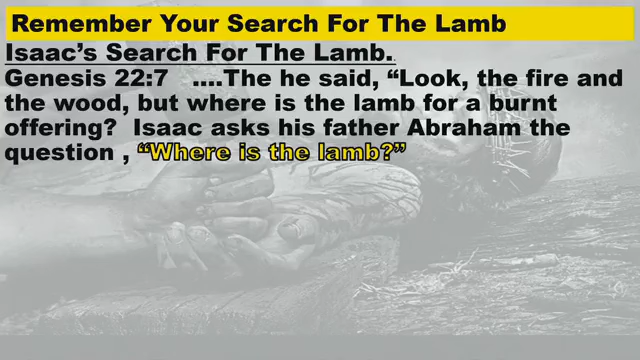 Remember Your Search For The Lamb
Isaac’s Search For The Lamb.
Genesis 22:7 ....The he said, “Look, the fire and
the wood, but where is the lamb for a burnt
offering? Isaac asks his father Abraham the
question , “Where is the lamb?”